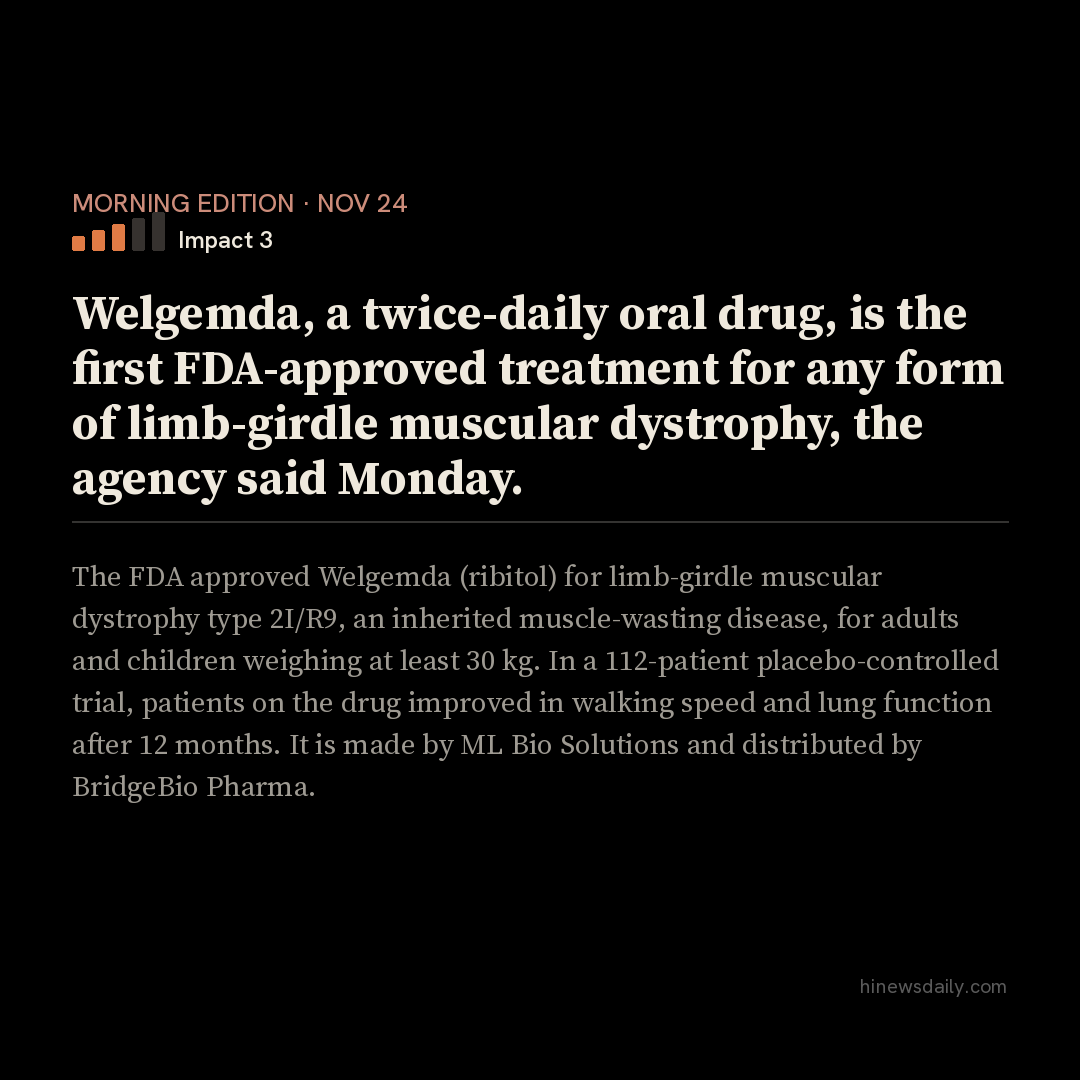 MORNING EDITION · NOV 24
Impact 3
Welgemda, a twice-daily oral drug, is the
first FDA-approved treatment for any form
of limb-girdle muscular dystrophy, the
agency said Monday.
The FDA approved Welgemda (ribitol) for limb-girdle muscular
dystrophy type 2I/R9, an inherited muscle-wasting disease, for adults
and children weighing at least 30 kg. In a 112-patient placebo-controlled
trial, patients on the drug improved in walking speed and lung function
after 12 months. It is made by ML Bio Solutions and distributed by
BridgeBio Pharma.
hinewsdaily.com